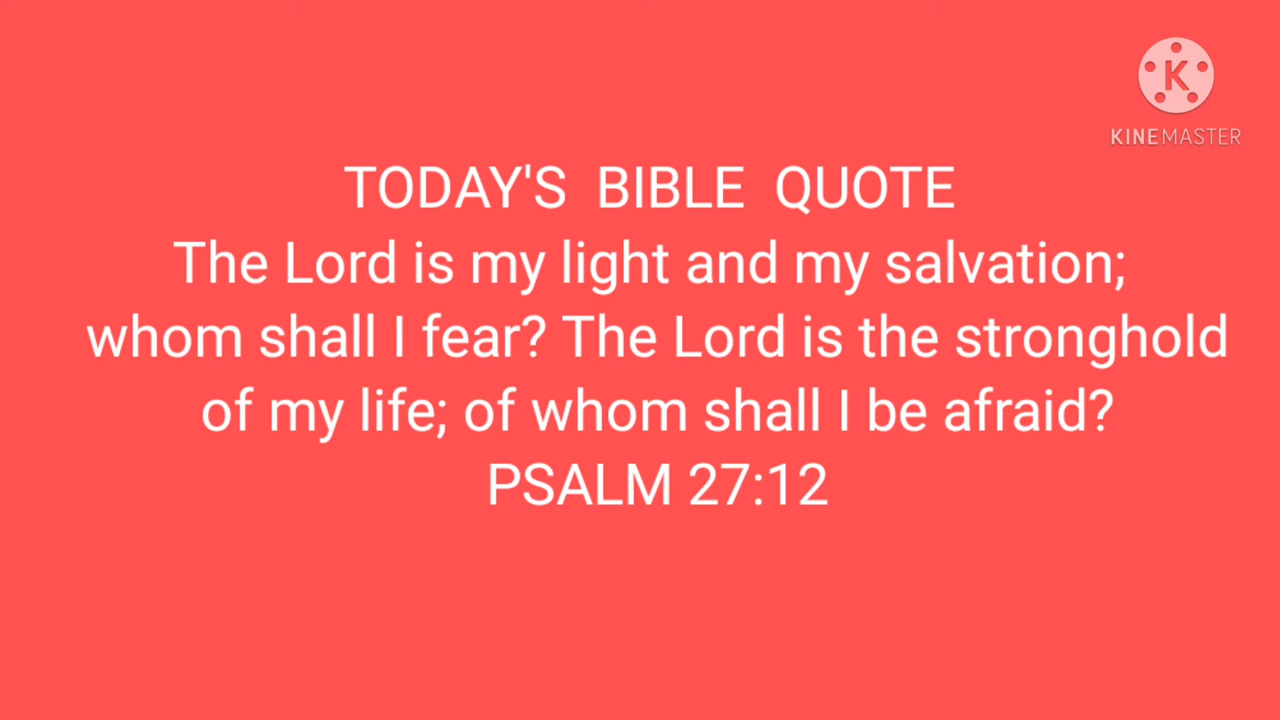 K
KINEMASTER
TODAY'S BIBLE QUOTE
The Lord is my light and my salvation;
whom shall I fear? The Lord is the stronghold
of my life; of whom shall I be afraid?
PSALM 27:12